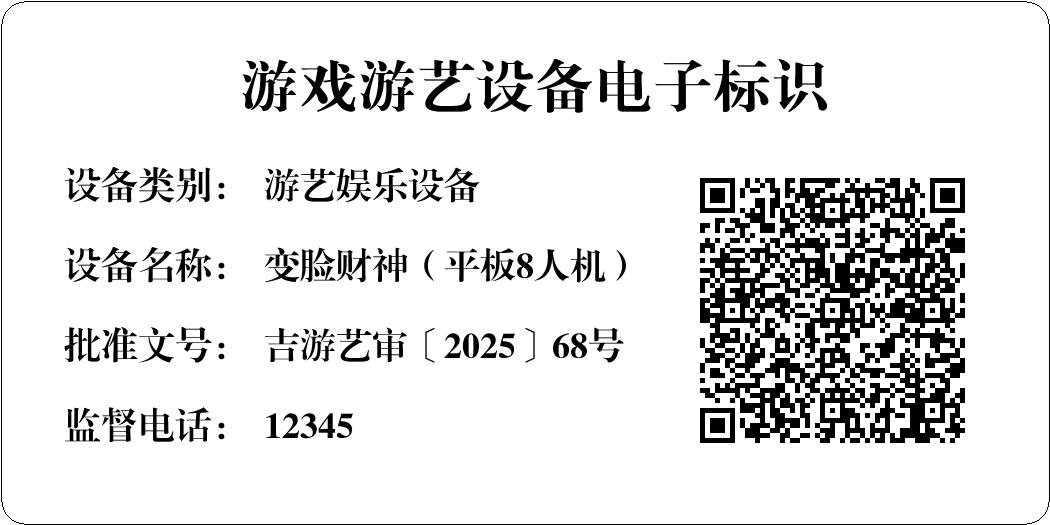 游戏游艺设备电子标识
设备类别： 游艺娱乐设备
设备名称： 变脸财神（平板8人机）
批准文号： 吉游艺审〔2025〕68号
监督电话： 12345